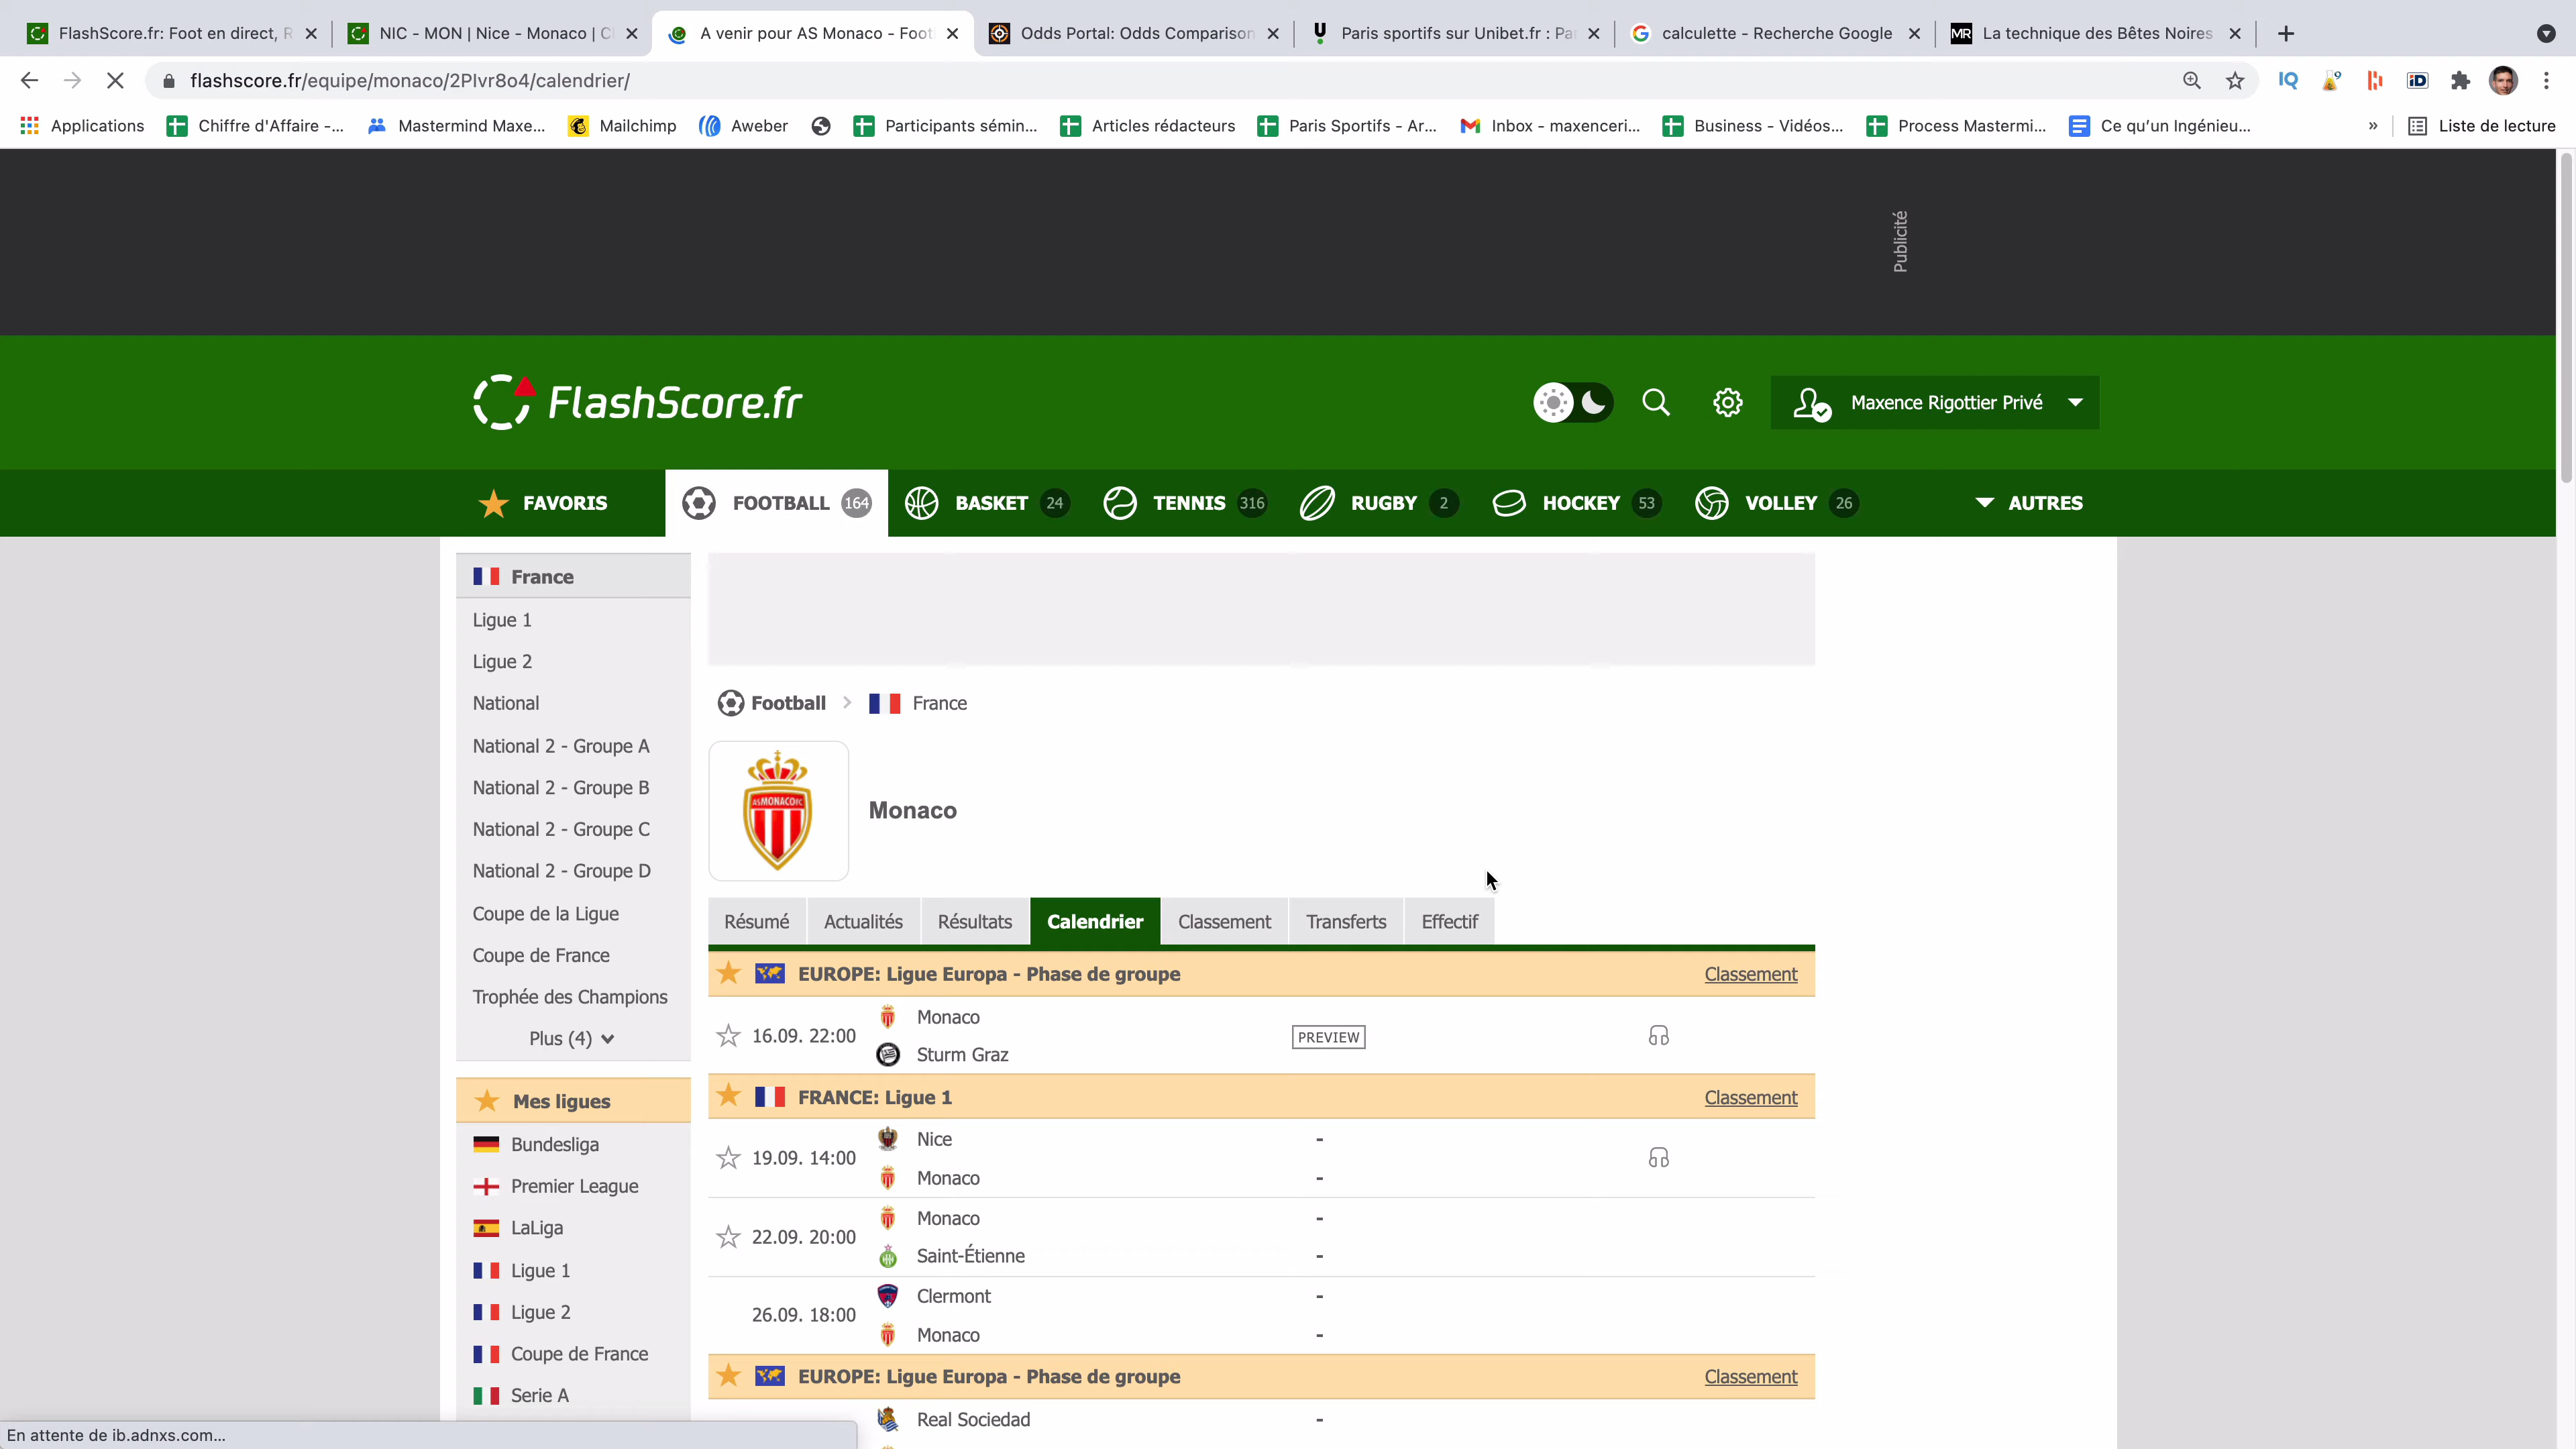 FlashScore.fr: Foot en direct, R
NIC - MON | Nice - Monaco | C
A venir pour AS Monaco - Foot
Odds Portal: Odds Comparison
Paris sportifs sur Unibet.fr : Pa
calculette - Recherche Google
La technique des Bêtes Noires
flashscore.fr/equipe/monaco/2PIvr8o4/calendrier/
Applications
Chiffre d'Affaire -...
Mastermind Maxe...
Mailchimp
Aweber
Participants sémin...
Articles rédacteurs
Paris Sportifs - Ar...
Inbox - maxenceri...
Business - Vidéos...
Process Mastermi...
Ce qu'un Ingénieu...
»
Liste de lecture
Publicité
FlashScore.fr
Maxence Rigottier Privé
FAVORIS
FOOTBALL 164
BASKET 24
TENNIS 316
RUGBY 2
HOCKEY 53
VOLLEY 26
AUTRES
France
Ligue 1
Ligue 2
National
National 2 - Groupe A
National 2 - Groupe B
National 2 - Groupe C
National 2 - Groupe D
Coupe de la Ligue
Coupe de France
Trophée des Champions
Plus (4)
Mes ligues
Bundesliga
Premier League
LaLiga
Ligue 1
Ligue 2
Coupe de France
Serie A
Football > France
AS MONACO FC
Monaco
Résumé
Actualités
Résultats
Calendrier
Classement
Transferts
Effectif
EUROPE: Ligue Europa - Phase de groupe Classement
16.09. 22:00
Monaco
Sturm Graz
PREVIEW
FRANCE: Ligue 1 Classement
19.09. 14:00
Nice -
Monaco -
22.09. 20:00
Monaco -
Saint-Étienne -
26.09. 18:00
Clermont -
Monaco -
EUROPE: Ligue Europa - Phase de groupe Classement
Real Sociedad -
En attente de ib.adnxs.com...